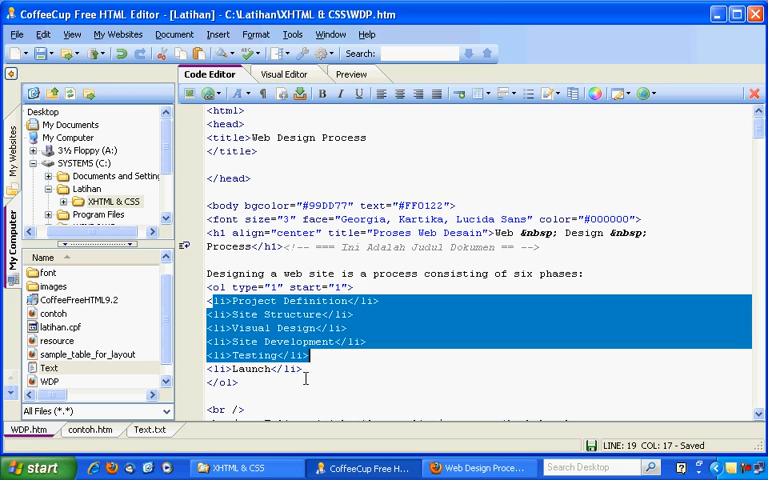 CoffeeCup Free HTML Editor - [Latihan] - C:\Latihan\XHTML & CSS\WDP.htm
File Edit View My Websites Document Insert Format Tools Window Help
Search:
Code Editor Visual Editor Preview
My Websites
My Computer
Desktop
My Documents
My Computer
3½ Floppy (A:)
SYSTEMS (C:)
Documents and Setting
Latihan
XHTML & CSS
Program Files
Name
font
images
CoffeeFreeHTML9.2
contoh
latihan.cpf
resource
sample_table_for_layout
Text
WDP
All Files (*.*)
<html>
<head>
<title>Web Design Process
</title>
</head>
<body bgcolor="#99DD77" text="#FF0122">
<font size="3" face="Georgia, Kartika, Lucida Sans" color="#000000">
<h1 align="center" title="Proses Web Desain">Web &nbsp; Design &nbsp;
Process</h1><!-- === Ini Adalah Judul Dokumen == -->
Designing a web site is a process consisting of six phases:
<ol type="1" start="1">
<li>Project Definition</li>
<li>Site Structure</li>
<li>Visual Design</li>
<li>Site Development</li>
<li>Testing</li>
<li>Launch</li>
</ol>
<br />
WDP.htm contoh.htm Text.txt
LINE: 19 COL: 17 - Saved
start
XHTML & CSS
CoffeeCup Free H...
Web Design Proce...
Search Desktop